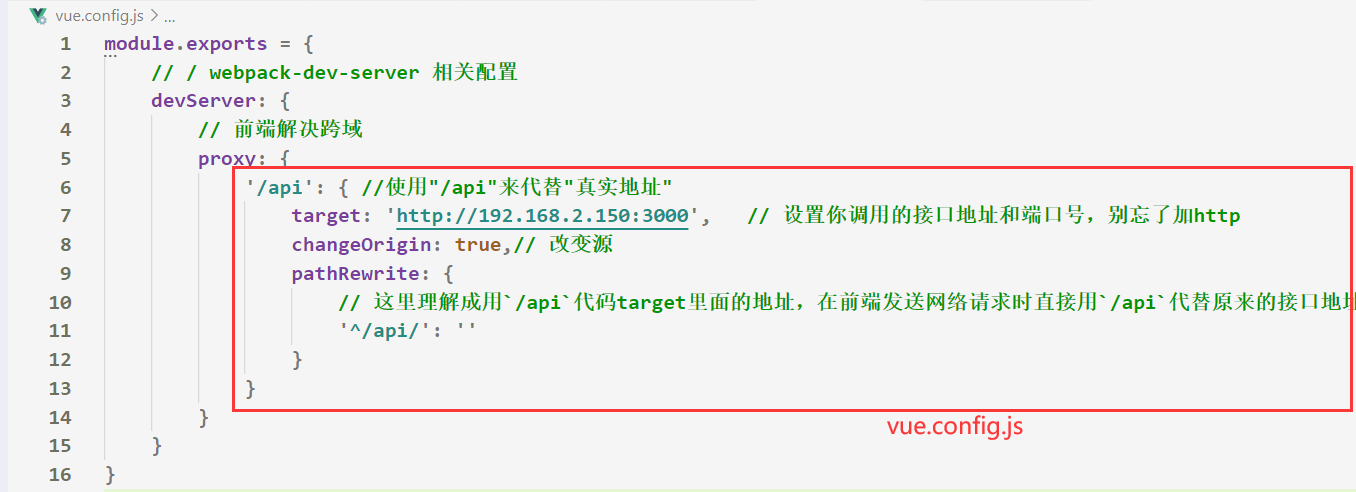 vue.config.js > ...
1 module.exports = {
2 // / webpack-dev-server 相关配置
3 devServer: {
4 // 前端解决跨域
5 proxy: {
6 '/api': { //使用"/api"来代替"真实地址"
7 target: 'http://192.168.2.150:3000', // 设置你调用的接口地址和端口号，别忘了加http
8 changeOrigin: true,// 改变源
9 pathRewrite: {
10 // 这里理解成用`/api`代码target里面的地址，在前端发送网络请求时直接用`/api`代替原来的接口地址
11 '^/api/': ''
12 }
13 }
14 }
vue.config.js
15 }
16 }